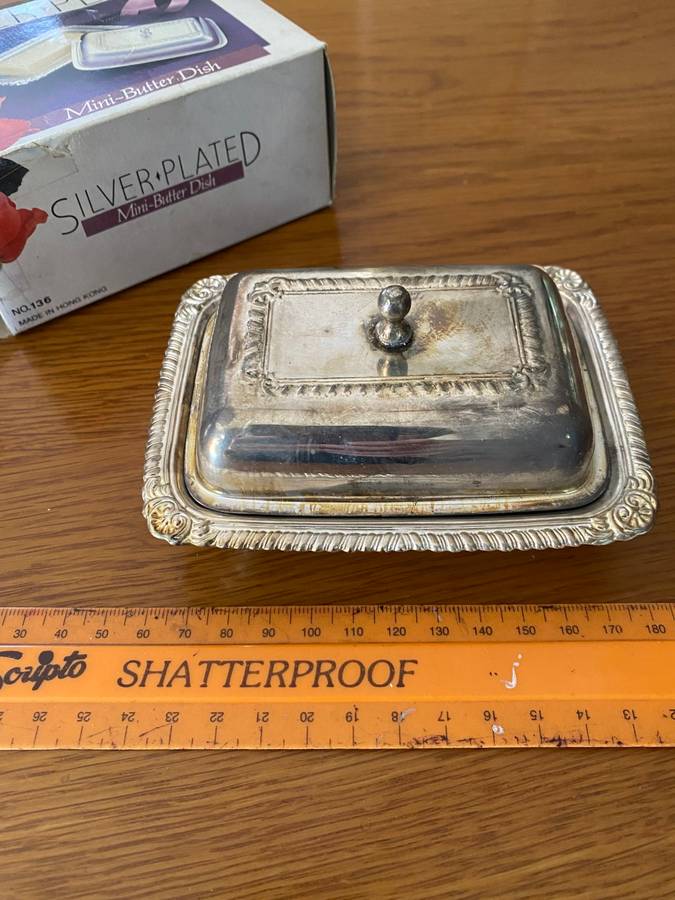 Mini-Butter Dish
SILVER♦PLATED
Mini-Butter Dish
NO.136
MADE IN HONG KONG
30 40 50 60 70 80 90 100 110 120 130 140 150 160 170 180
Scripto SHATTERPROOF
26 25 24 23 22 21 20 19 18 17 16 15 14 13